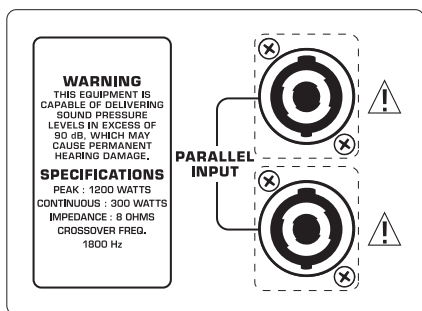 WARNING
THIS EQUIPMENT IS
CAPABLE OF DELIVERING
SOUND PRESSURE
LEVELS IN EXCESS OF
90 dB, WHICH MAY
CAUSE PERMANENT
HEARING DAMAGE.
SPECIFICATIONS
PEAK : 1200 WATTS
CONTINUOUS : 300 WATTS
IMPEDANCE : 8 OHMS
CROSSOVER FREQ.
1800 Hz
PARALLEL
INPUT